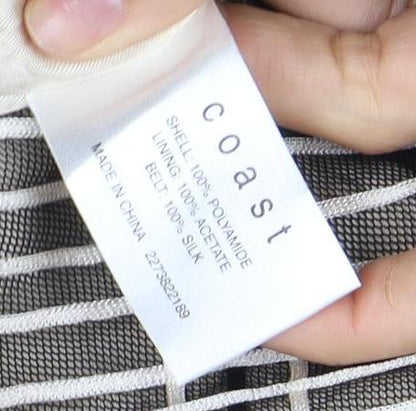 coast
SHELL: 100% POLYAMIDE
LINING: 100% ACETATE
BELT: 100% SILK
MADE IN CHINA 2273822189